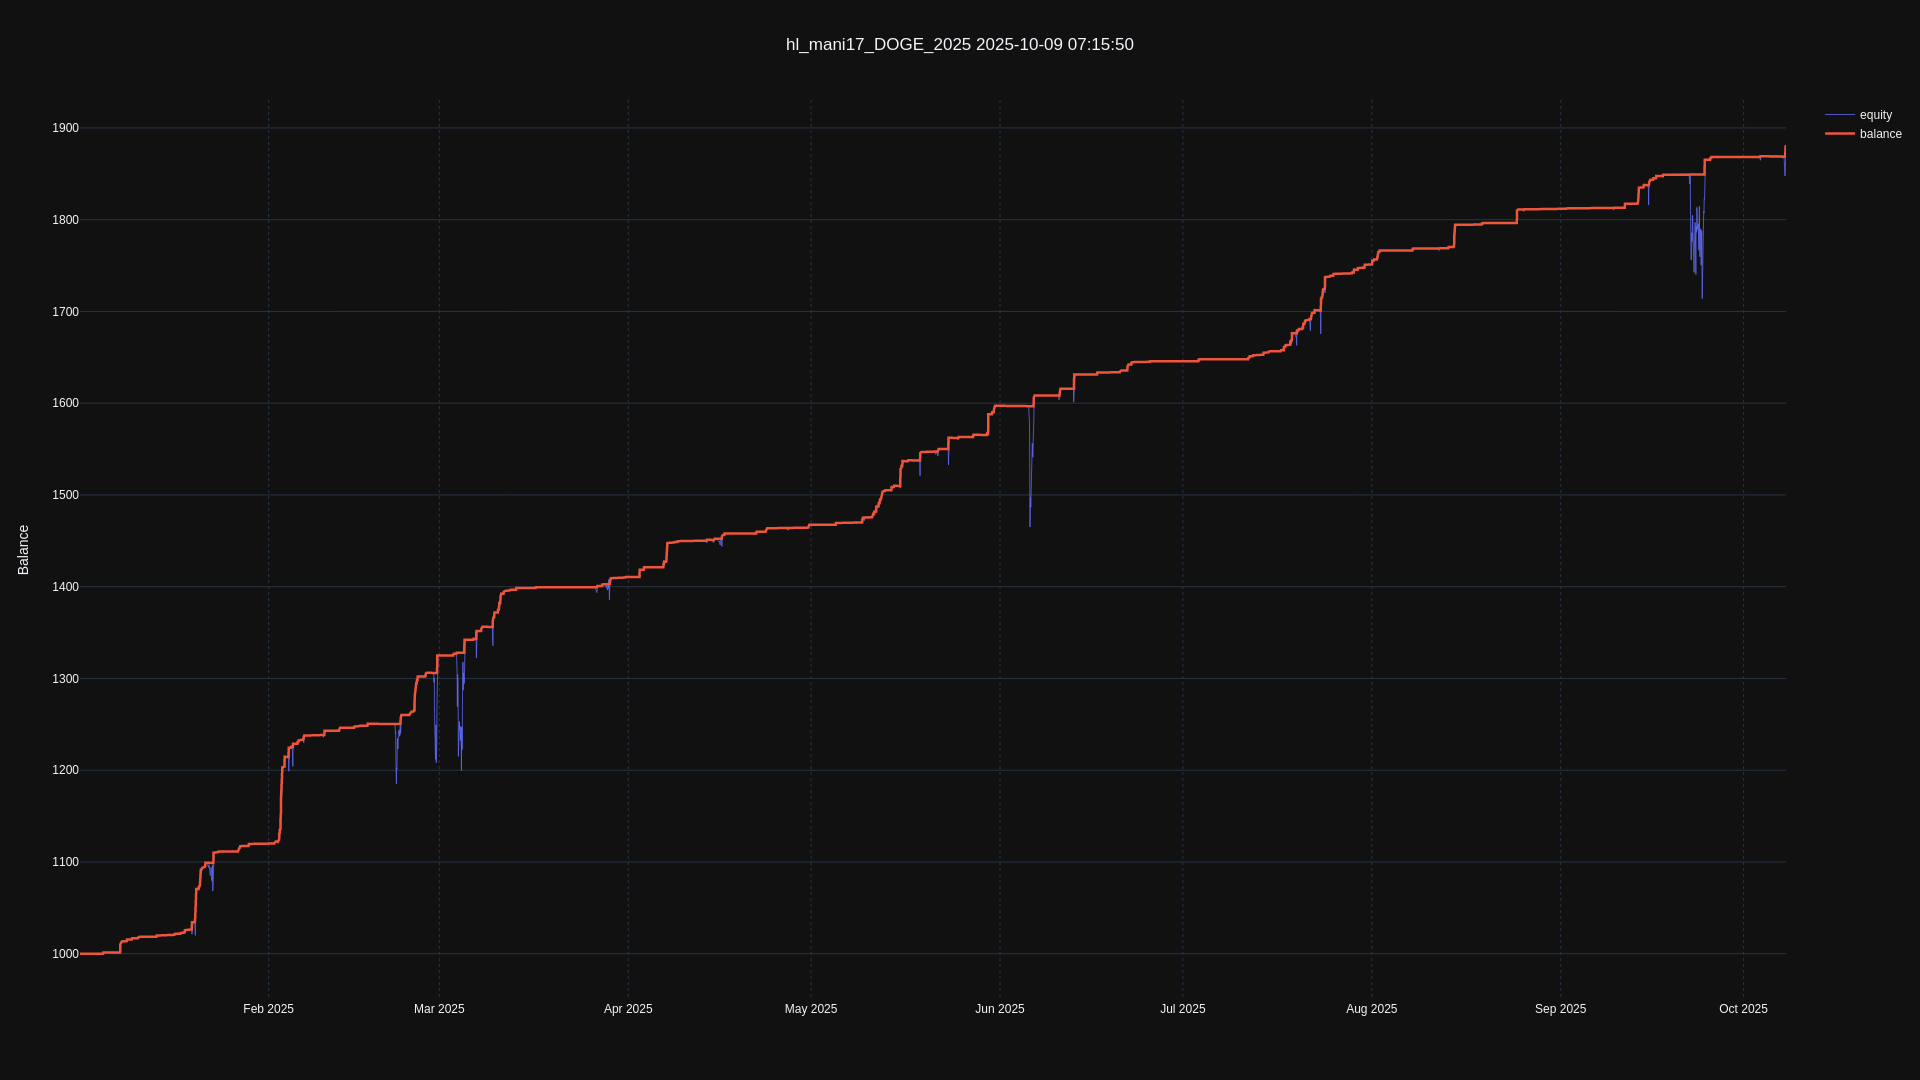 hl_mani17_DOGE_2025 2025-10-09 07:15:50
equity
balance
Balance
1900
1800
1700
1600
1500
1400
1300
1200
1100
1000
Feb 2025
Mar 2025
Apr 2025
May 2025
Jun 2025
Jul 2025
Aug 2025
Sep 2025
Oct 2025